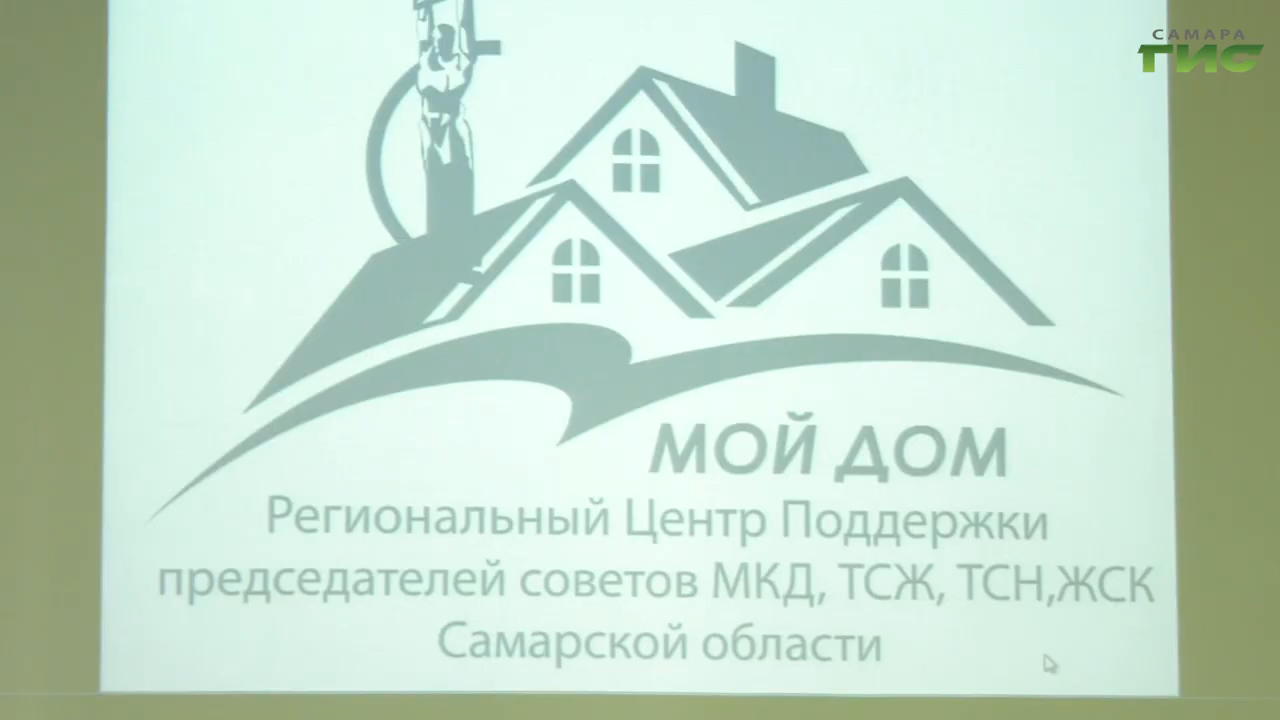 САМАРА
ГИС
МОЙ ДОМ
Региональный Центр Поддержки
председателей советов МКД, ТСЖ, ТСН,ЖСК
Самарской области